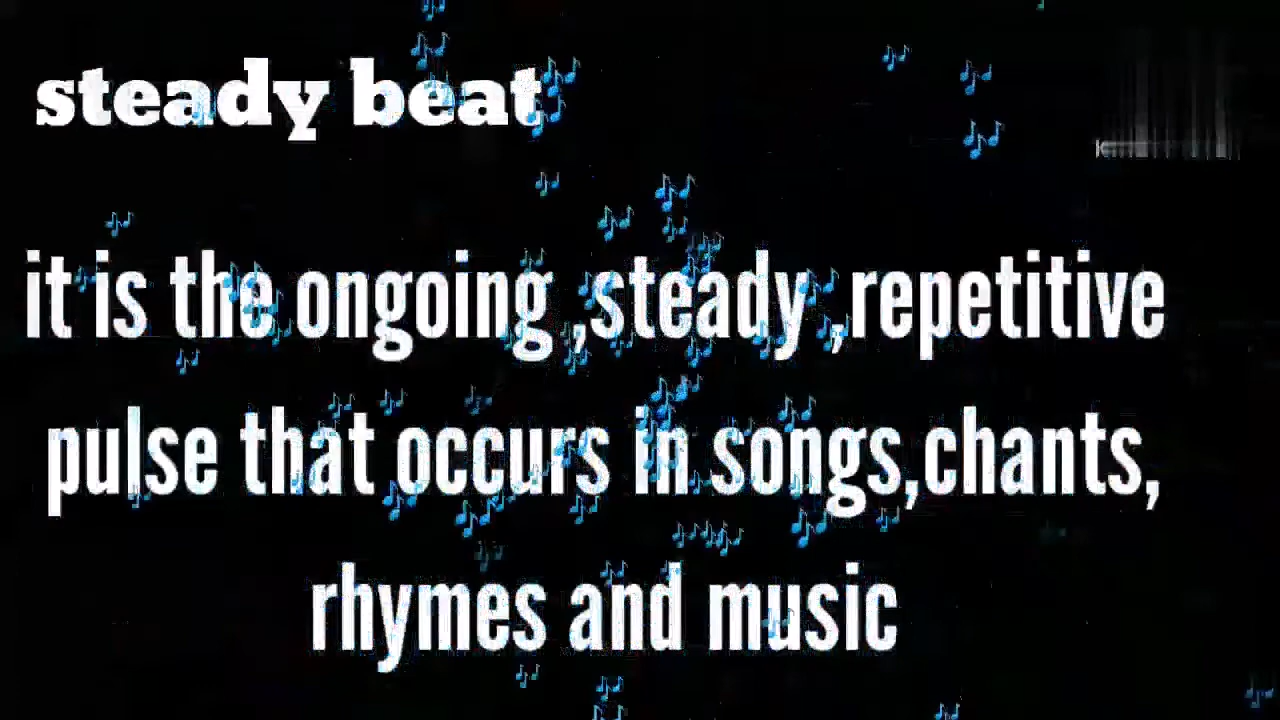 steady beat
it is the ongoing ,steady ,repetitive
pulse that occurs in songs,chants,
rhymes and music